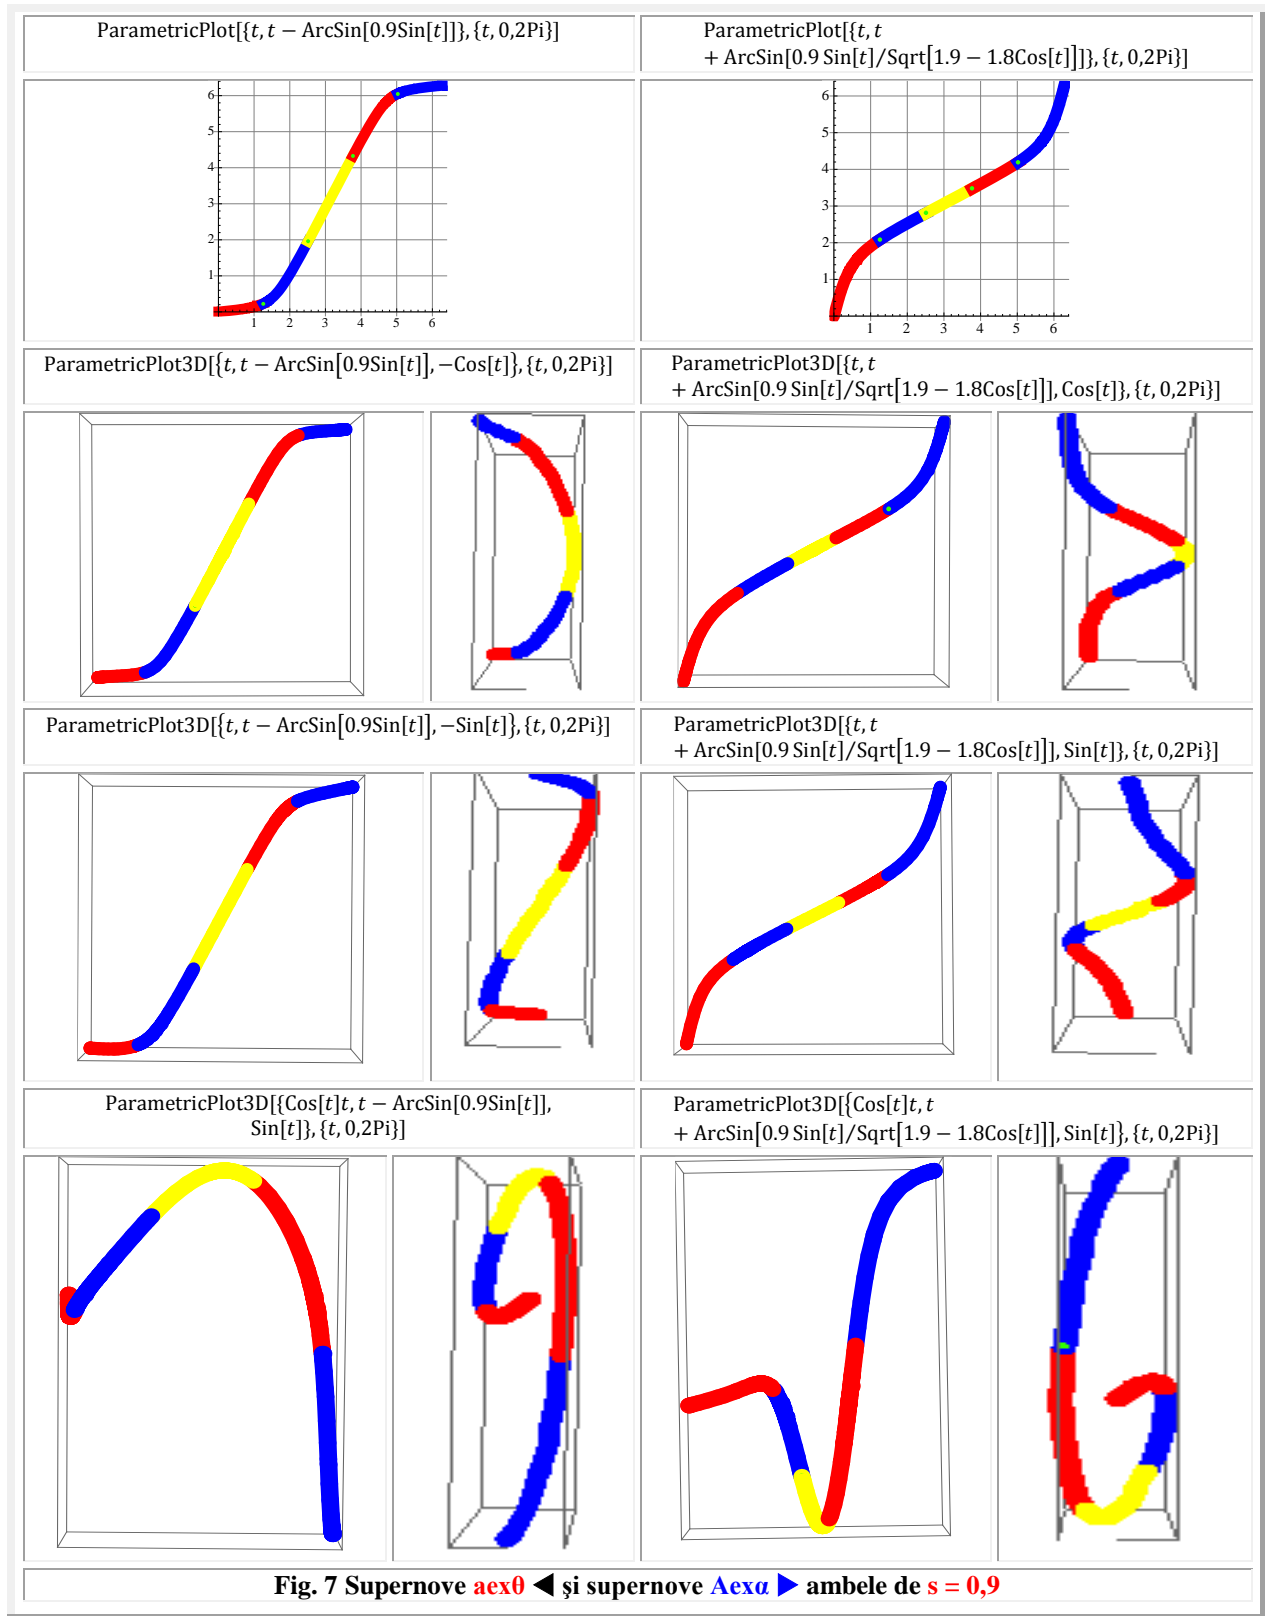 ParametricPlot[{t, t − ArcSin[0.9Sin[t]]}, {t, 0,2Pi}]
ParametricPlot[{t, t
+ ArcSin[0.9 Sin[t]/Sqrt[1.9 − 1.8Cos[t]]]}, {t, 0,2Pi}]
6
5
4
3
2
1
1 2 3 4 5 6
6
5
4
3
2
1
1 2 3 4 5 6
ParametricPlot3D[{t, t − ArcSin[0.9Sin[t]], −Cos[t]}, {t, 0,2Pi}]
ParametricPlot3D[{t, t
+ ArcSin[0.9 Sin[t]/Sqrt[1.9 − 1.8Cos[t]]], Cos[t]}, {t, 0,2Pi}]
ParametricPlot3D[{t, t − ArcSin[0.9Sin[t]], −Sin[t]}, {t, 0,2Pi}]
ParametricPlot3D[{t, t
+ ArcSin[0.9 Sin[t]/Sqrt[1.9 − 1.8Cos[t]]], Sin[t]}, {t, 0,2Pi}]
ParametricPlot3D[{Cos[t]t, t − ArcSin[0.9Sin[t]],
Sin[t]}, {t, 0,2Pi}]
ParametricPlot3D[{Cos[t]t, t
+ ArcSin[0.9 Sin[t]/Sqrt[1.9 − 1.8Cos[t]]], Sin[t]}, {t, 0,2Pi}]
Fig. 7 Supernove aexθ ◄ şi supernove Aexα ► ambele de s = 0,9